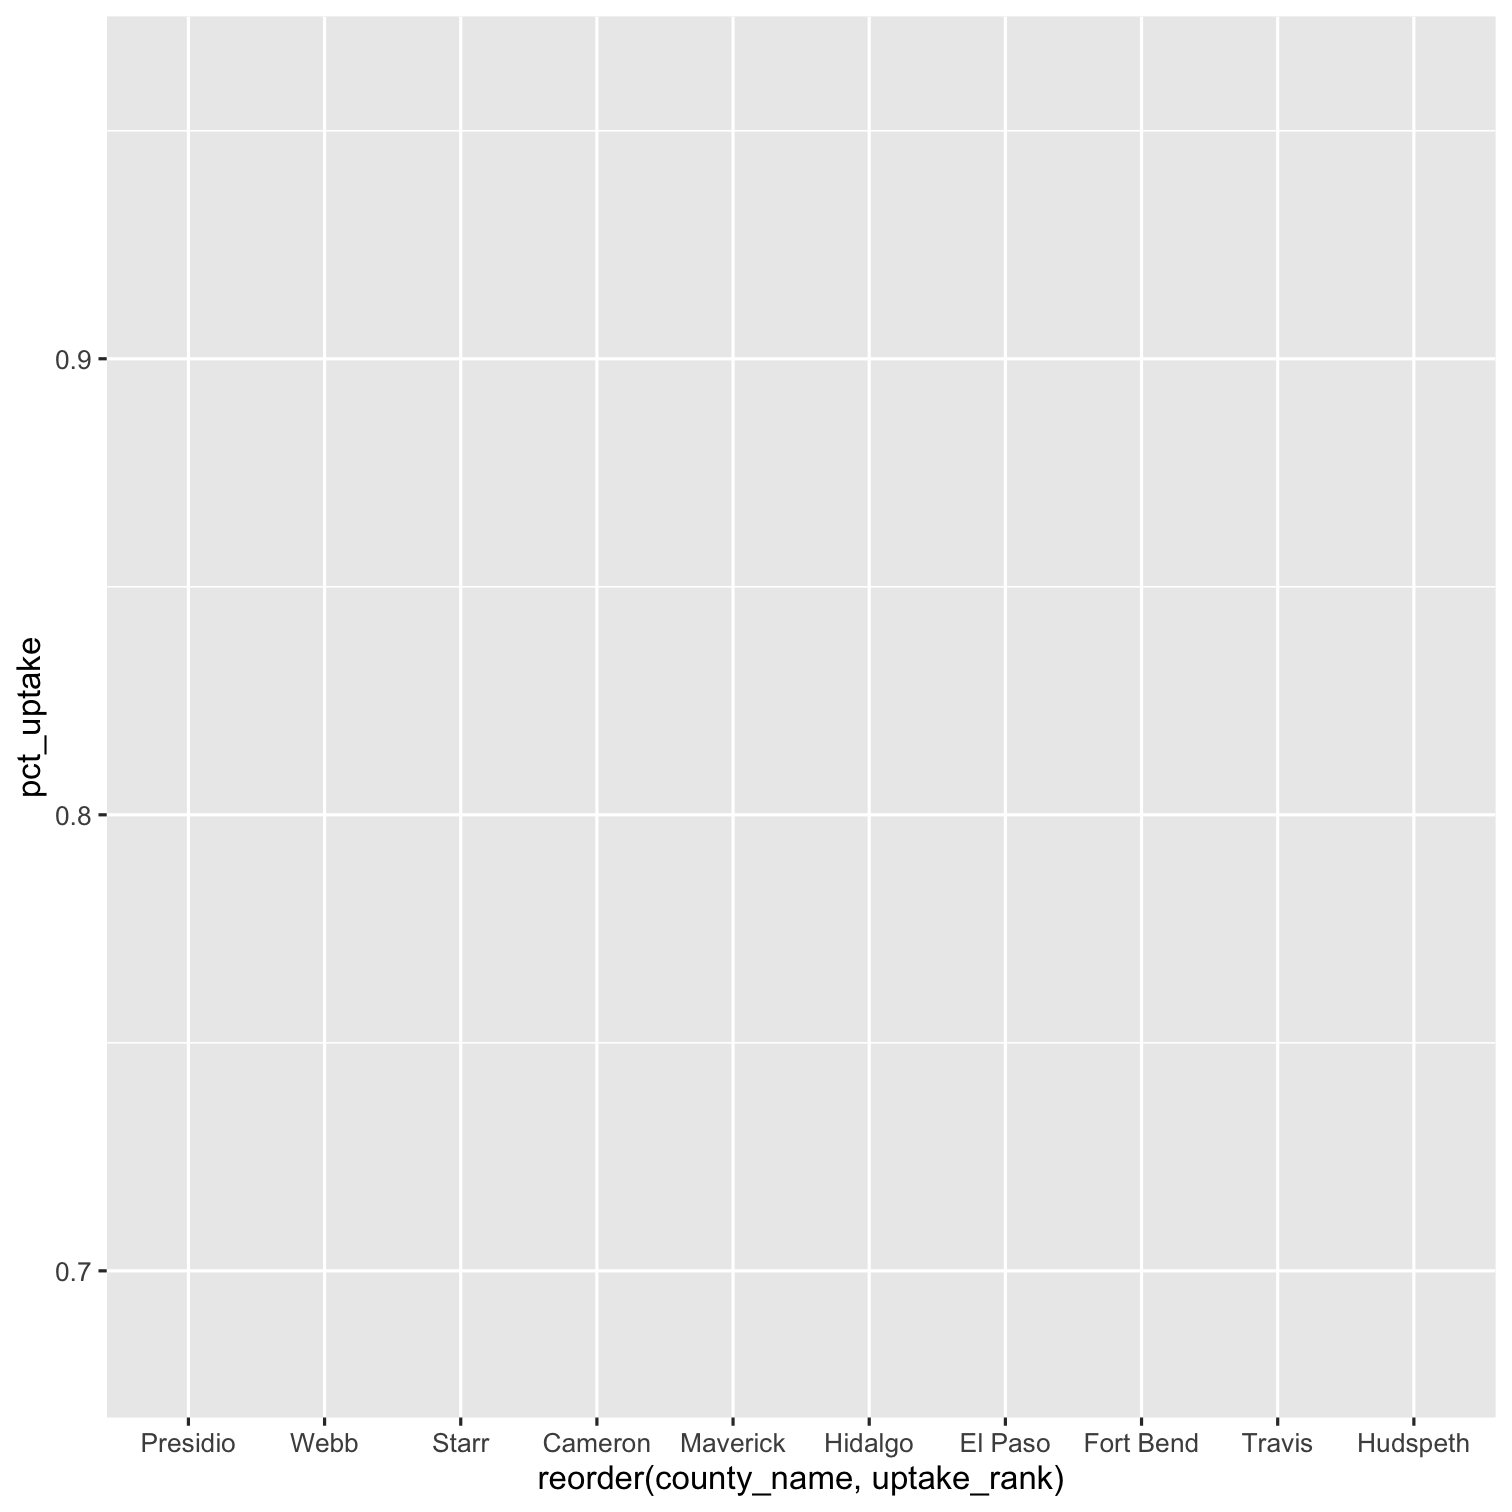 pct_uptake
0.9
0.8
0.7
Presidio Webb Starr Cameron Maverick Hidalgo El Paso Fort Bend Travis Hudspeth
reorder(county_name, uptake_rank)